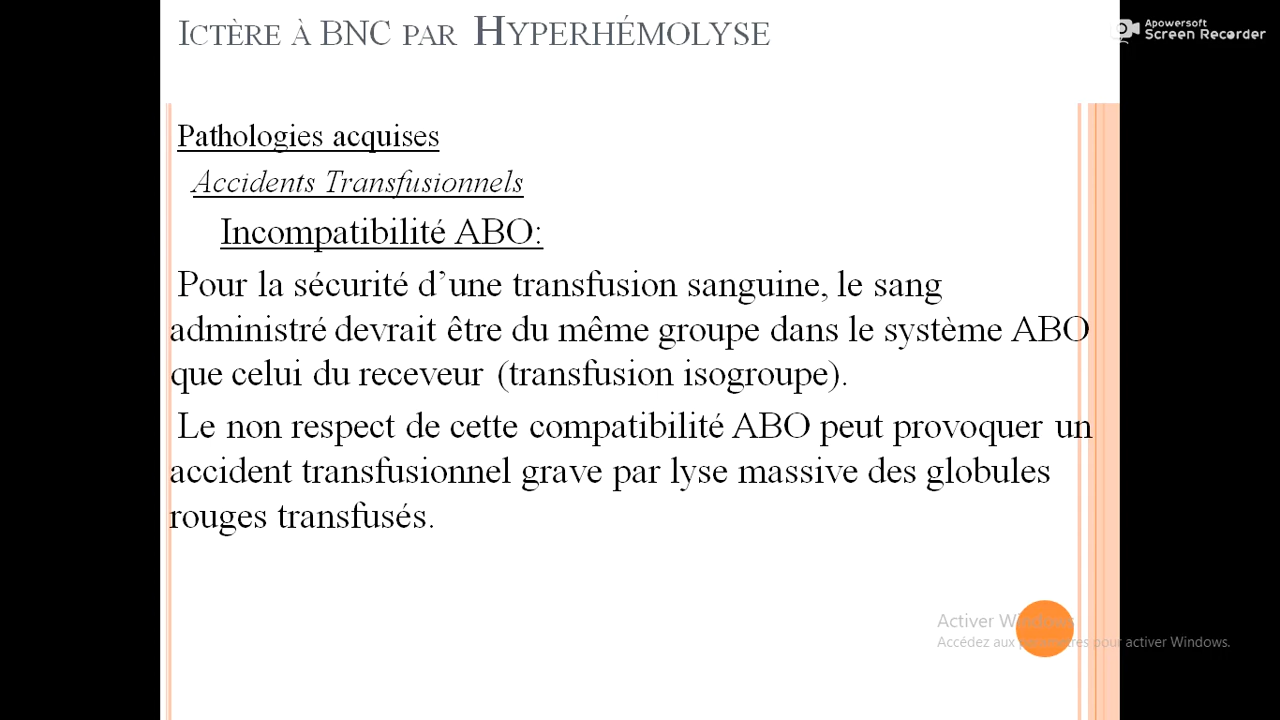 ICTÈRE À BNC PAR HYPERHÉMOLYSE
Apowersoft
Screen Recorder
Pathologies acquises
Accidents Transfusionnels
Incompatibilité ABO:
Pour la sécurité d’une transfusion sanguine, le sang
administré devrait être du même groupe dans le système ABO
que celui du receveur (transfusion isogroupe).
Le non respect de cette compatibilité ABO peut provoquer un
accident transfusionnel grave par lyse massive des globules
rouges transfusés.
Activer Windows
Accédez aux paramètres pour activer Windows.